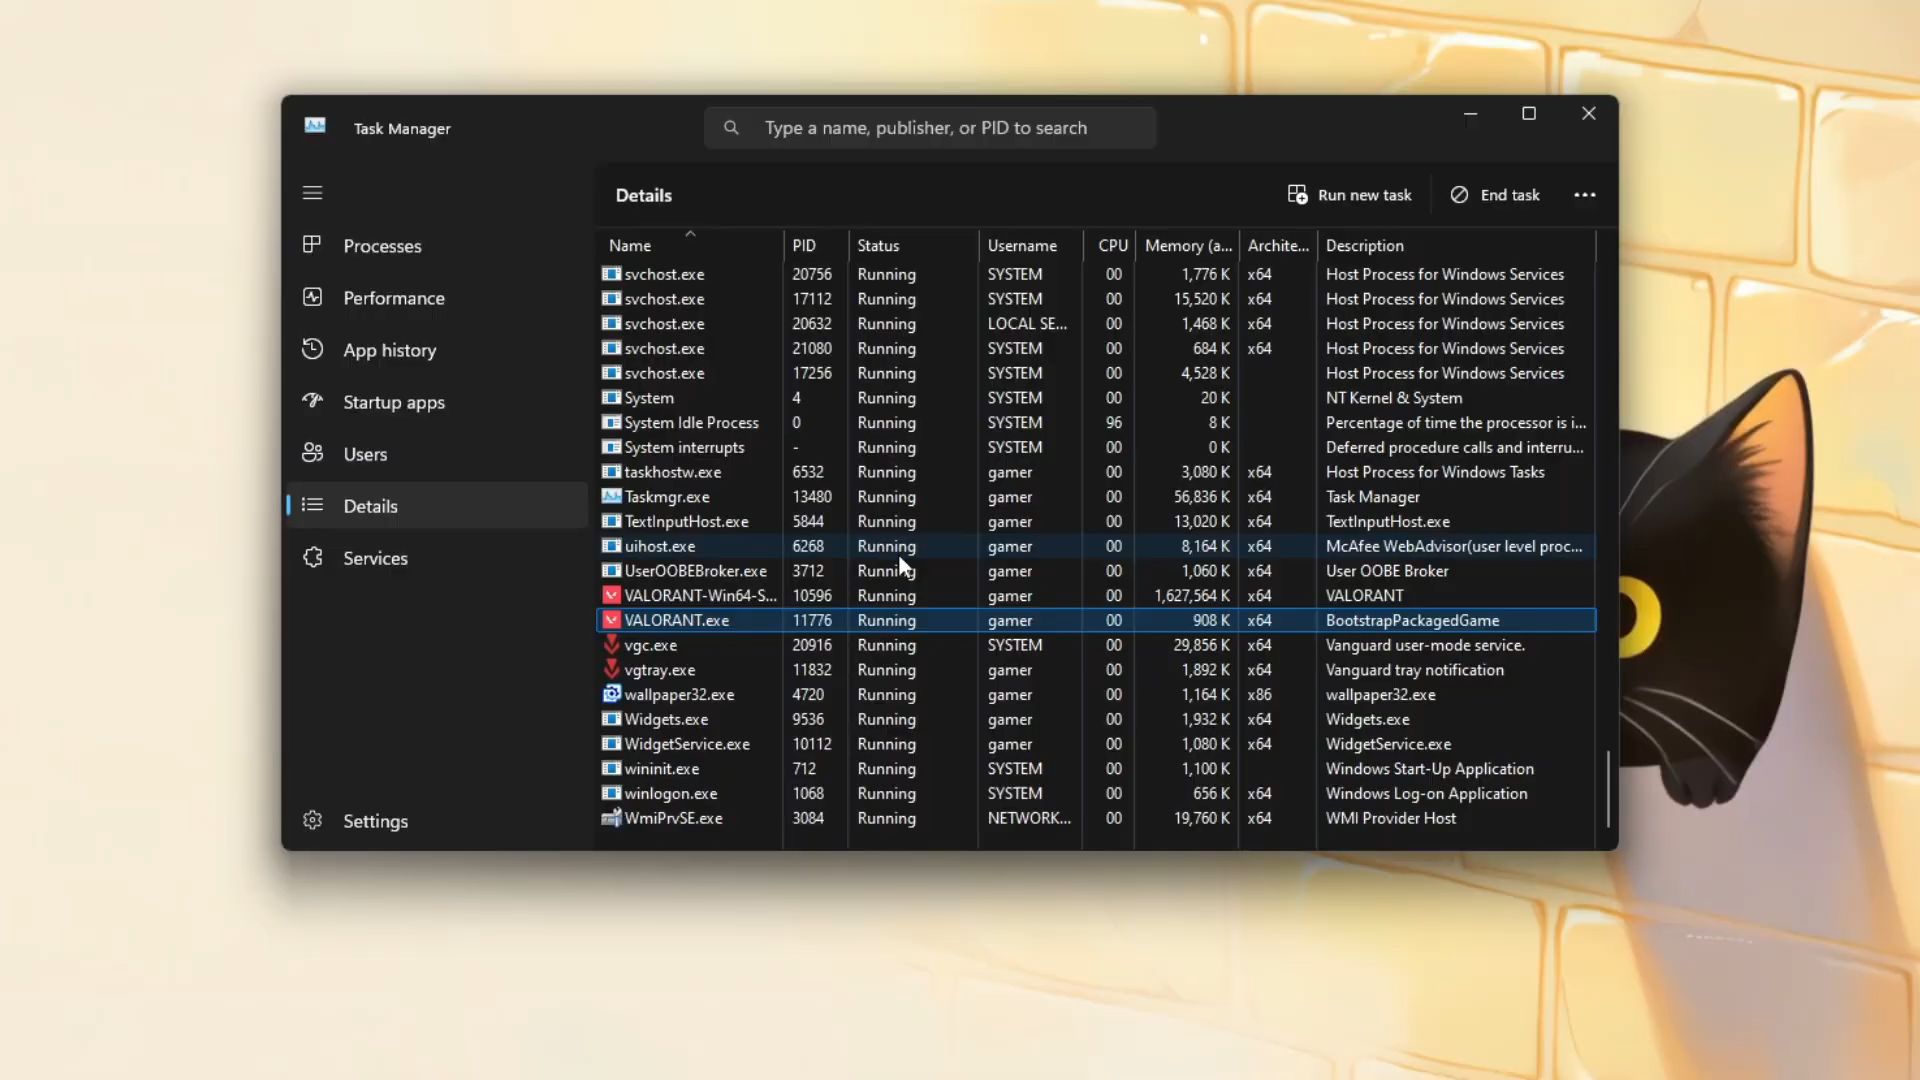 Task Manager
Type a name, publisher, or PID to search
Details
Run new task
End task
Processes
Performance
App history
Startup apps
Users
Details
Services
Settings
Name PID Status Username CPU Memory (a... Archite... Description
svchost.exe 20756 Running SYSTEM 00 1,776 K x64 Host Process for Windows Services
svchost.exe 17112 Running SYSTEM 00 15,520 K x64 Host Process for Windows Services
svchost.exe 20632 Running LOCAL SE... 00 1,468 K x64 Host Process for Windows Services
svchost.exe 21080 Running SYSTEM 00 684 K x64 Host Process for Windows Services
svchost.exe 17256 Running SYSTEM 00 4,528 K Host Process for Windows Services
System 4 Running SYSTEM 00 20 K NT Kernel & System
System Idle Process 0 Running SYSTEM 96 8 K Percentage of time the processor is i...
System interrupts - Running SYSTEM 00 0 K Deferred procedure calls and interru...
taskhostw.exe 6532 Running gamer 00 3,080 K x64 Host Process for Windows Tasks
Taskmgr.exe 13480 Running gamer 00 56,836 K x64 Task Manager
TextInputHost.exe 5844 Running gamer 00 13,020 K x64 TextInputHost.exe
uihost.exe 6268 Running gamer 00 8,164 K x64 McAfee WebAdvisor(user level proc...
UserOOBEBroker.exe 3712 Running gamer 00 1,060 K x64 User OOBE Broker
VALORANT-Win64-S... 10596 Running gamer 00 1,627,564 K x64 VALORANT
VALORANT.exe 11776 Running gamer 00 908 K x64 BootstrapPackagedGame
vgc.exe 20916 Running SYSTEM 00 29,856 K x64 Vanguard user-mode service.
vgtray.exe 11832 Running gamer 00 1,892 K x64 Vanguard tray notification
wallpaper32.exe 4720 Running gamer 00 1,164 K x86 wallpaper32.exe
Widgets.exe 9536 Running gamer 00 1,932 K x64 Widgets.exe
WidgetService.exe 10112 Running gamer 00 1,080 K x64 WidgetService.exe
wininit.exe 712 Running SYSTEM 00 1,100 K Windows Start-Up Application
winlogon.exe 1068 Running SYSTEM 00 656 K x64 Windows Log-on Application
WmiPrvSE.exe 3084 Running NETWORK... 00 19,760 K x64 WMI Provider Host